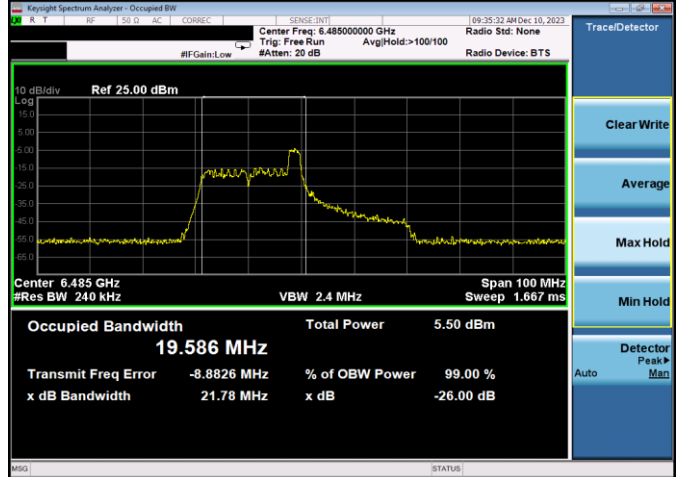 Keysight Spectrum Analyzer - Occupied BW
R T RF 50 Ω AC CORREC SENSE:INT 09:35:32 AM Dec 10, 2023
Center Freq: 6.485000000 GHz Radio Std: None
Trig: Free Run Avg|Hold:>100/100
#IFGain:Low #Atten: 20 dB Radio Device: BTS
Trace/Detector
10 dB/div Ref 25.00 dBm
Log
15.0
5.00
-5.00
-15.0
-25.0
-35.0
-45.0
-55.0
-65.0
Center 6.485 GHz Span 100 MHz
#Res BW 240 kHz VBW 2.4 MHz Sweep 1.667 ms
Occupied Bandwidth Total Power 5.50 dBm
19.586 MHz
Transmit Freq Error -8.8826 MHz % of OBW Power 99.00 %
x dB Bandwidth 21.78 MHz x dB -26.00 dB
Clear Write
Average
Max Hold
Min Hold
Detector
Peak▶
Auto Man
MSG STATUS